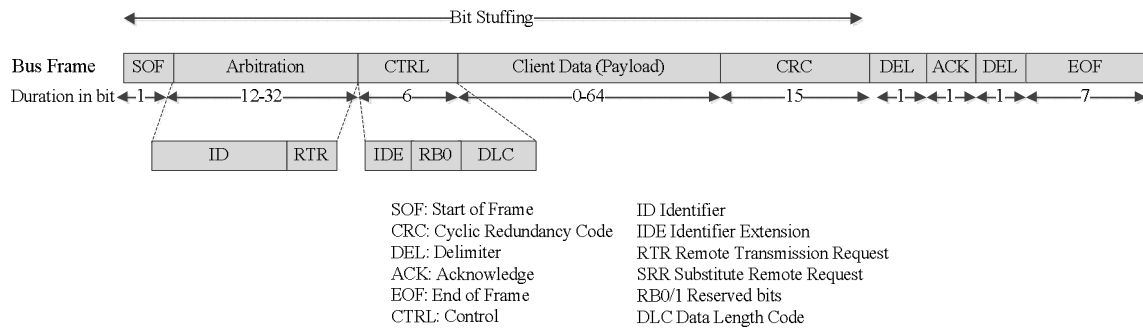 Bit Stuffing
Bus Frame SOF Arbitration CTRL Client Data (Payload) CRC DEL ACK DEL EOF
Duration in bit 1 12-32 6 0-64 15 1 1 1 7
ID RTR IDE RB0 DLC
SOF: Start of Frame ID Identifier
CRC: Cyclic Redundancy Code IDE Identifier Extension
DEL: Delimiter RTR Remote Transmission Request
ACK: Acknowledge SRR Substitute Remote Request
EOF: End of Frame RB0/1 Reserved bits
CTRL: Control DLC Data Length Code